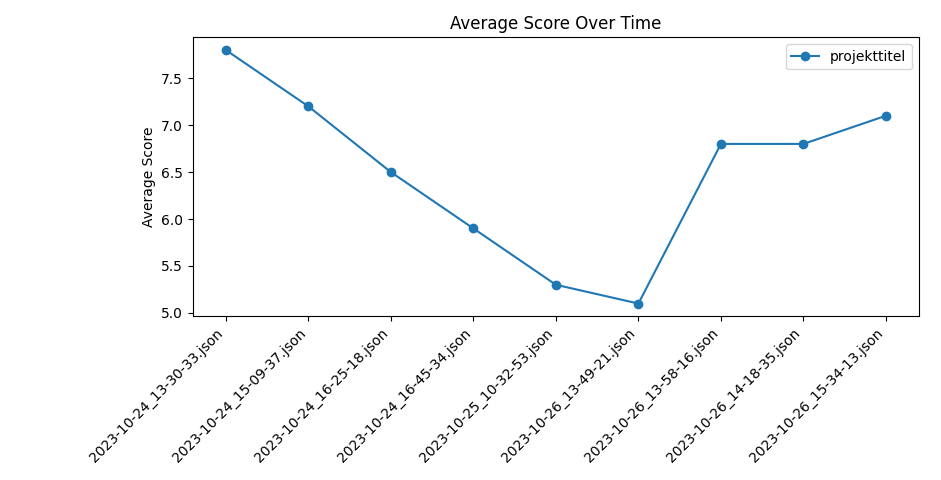 Average Score Over Time
projekttitel
Average Score
7.5
7.0
6.5
6.0
5.5
5.0
2023-10-24_13-30-33.json
2023-10-24_15-09-37.json
2023-10-24_16-25-18.json
2023-10-24_16-45-34.json
2023-10-25_10-32-53.json
2023-10-26_13-49-21.json
2023-10-26_13-58-16.json
2023-10-26_14-18-35.json
2023-10-26_15-34-13.json